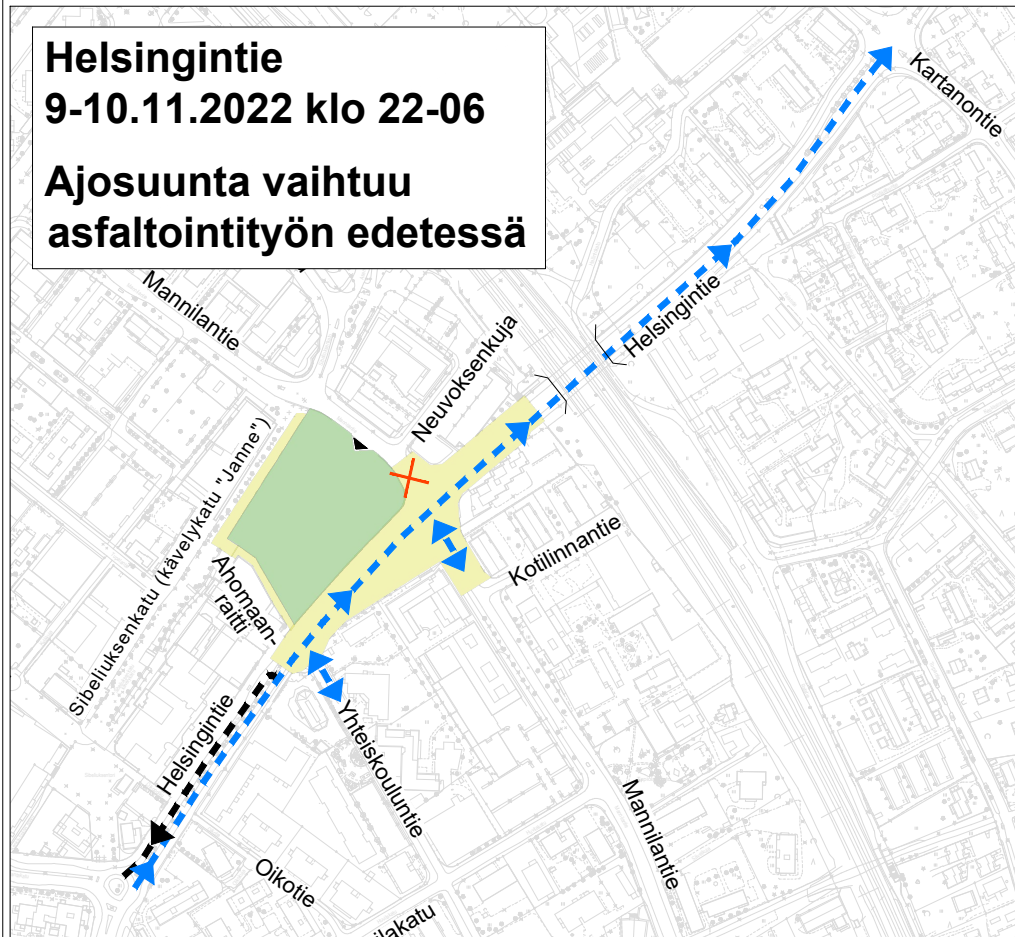 Helsingintie
9-10.11.2022 klo 22-06
Ajosuunta vaihtuu
asfaltointityön edetessä
Kartanontie
Mannilantie
Helsingintie
Neuvoksenkuja
Sibeliuksenkatu (kävelykatu "Janne")
Kotilinnantie
Ahomaan-
raitti
Helsingintie
Yhteiskouluntie
Mannilantie
Oikotie
ilakatu